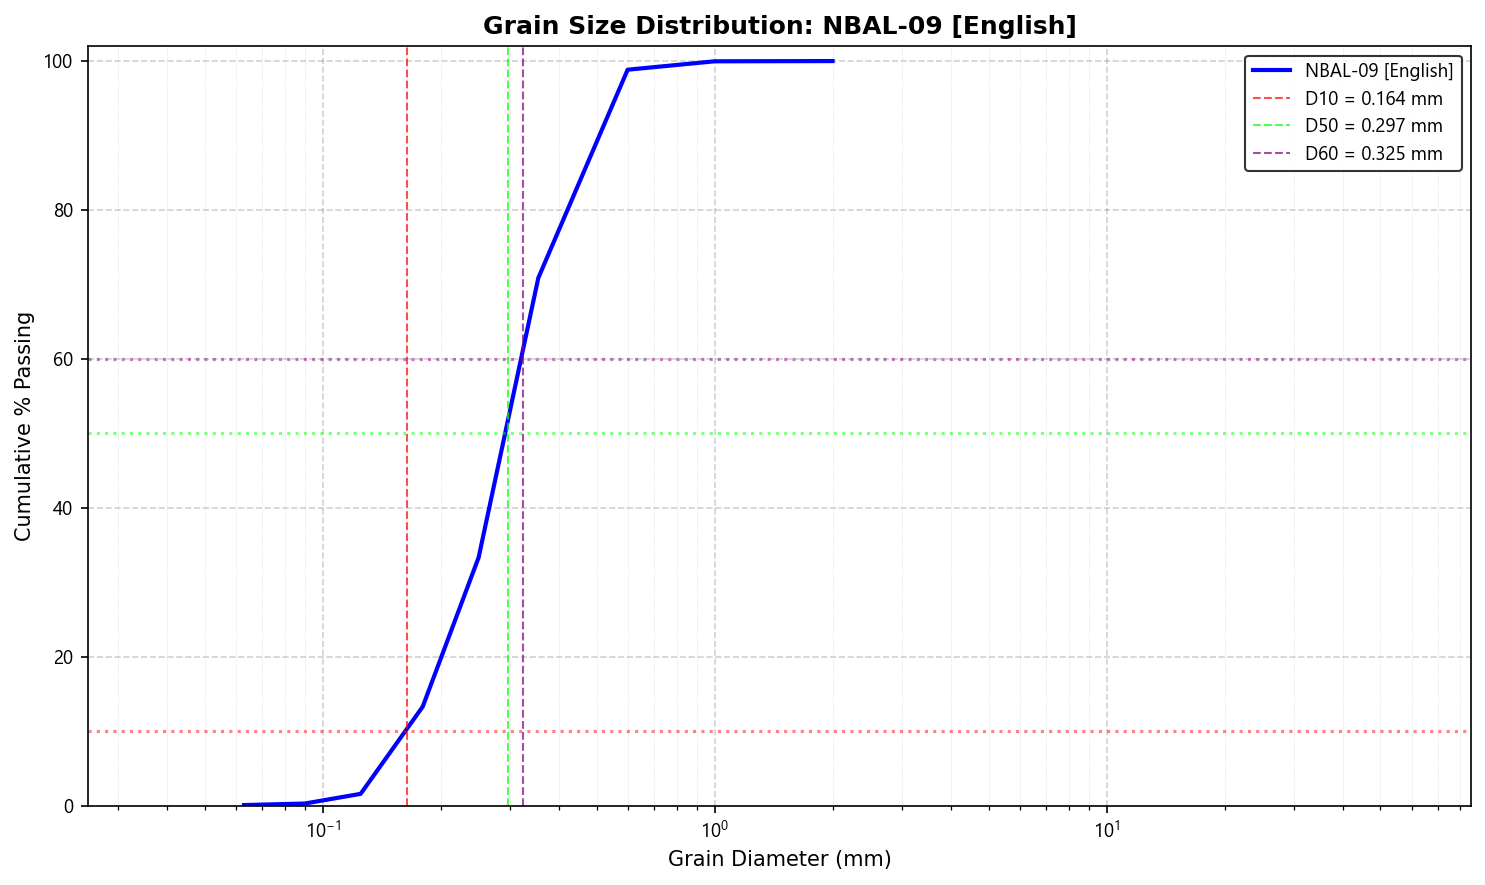 Grain Size Distribution: NBAL-09 [English]
NBAL-09 [English]
D10 = 0.164 mm
D50 = 0.297 mm
D60 = 0.325 mm
Cumulative % Passing
100
80
60
40
20
0
10⁻¹ 10⁰ 10¹
Grain Diameter (mm)